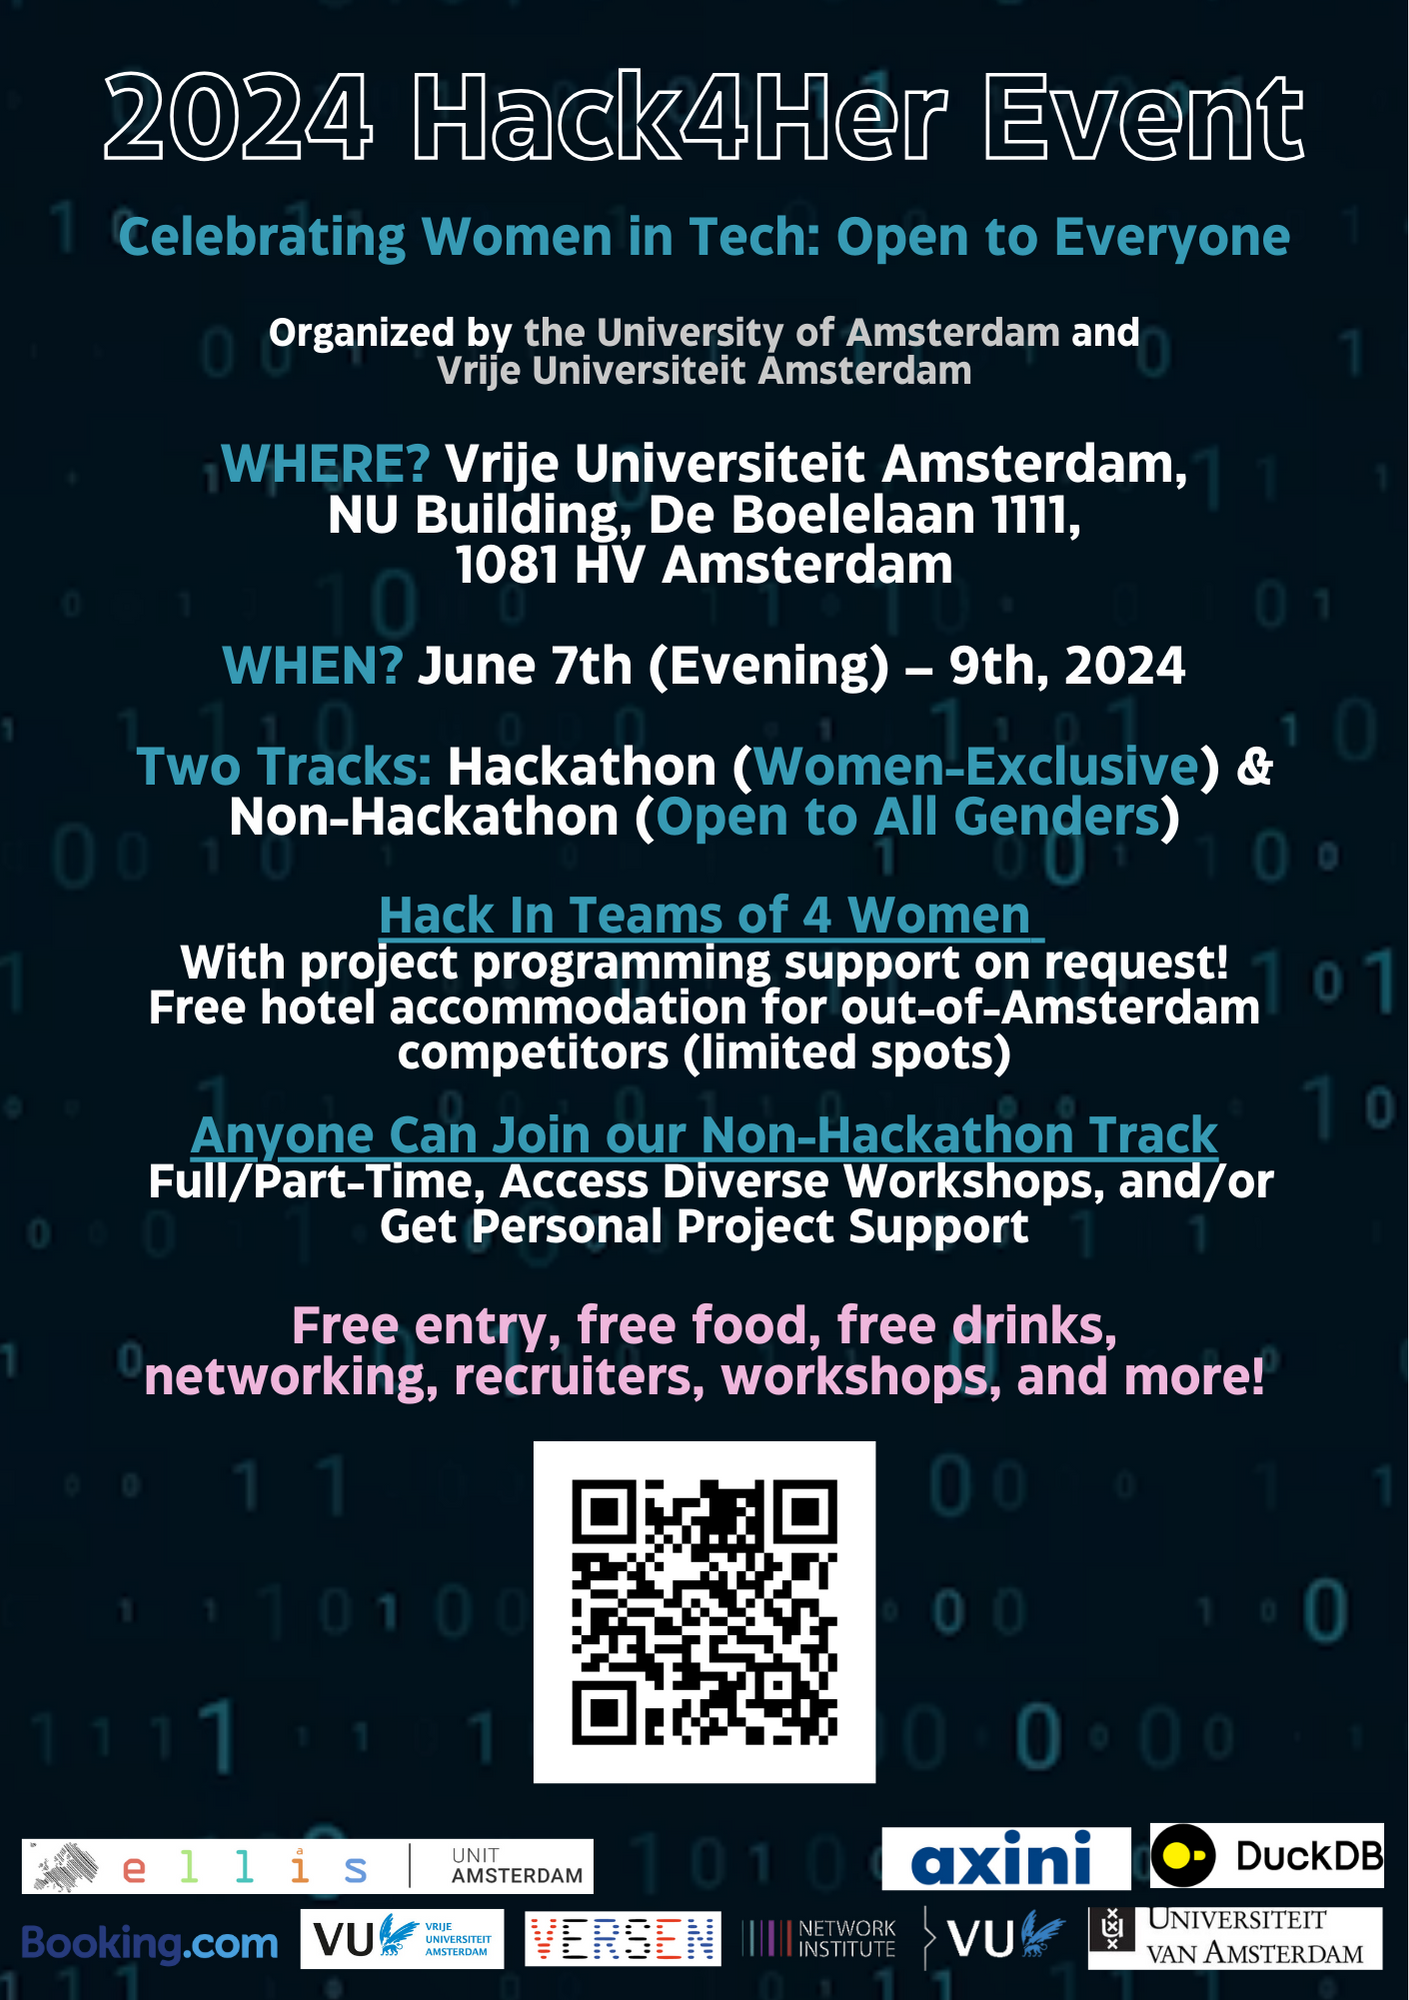 2024 Hack4Her Event
Celebrating Women in Tech: Open to Everyone
Organized by the University of Amsterdam and
Vrije Universiteit Amsterdam
WHERE? Vrije Universiteit Amsterdam,
NU Building, De Boelelaan 1111,
1081 HV Amsterdam
WHEN? June 7th (Evening) – 9th, 2024
Two Tracks: Hackathon (Women-Exclusive) &
Non-Hackathon (Open to All Genders)
Hack In Teams of 4 Women
With project programming support on request!
Free hotel accommodation for out-of-Amsterdam
competitors (limited spots)
Anyone Can Join our Non-Hackathon Track
Full/Part-Time, Access Diverse Workshops, and/or
Get Personal Project Support
Free entry, free food, free drinks,
networking, recruiters, workshops, and more!
ellis
a
UNIT
AMSTERDAM
axini
DuckDB
Booking.com
VU
VRIJE
UNIVERSITEIT
AMSTERDAM
VERSEN
NETWORK
INSTITUTE
VU
UNIVERSITEIT
VAN AMSTERDAM